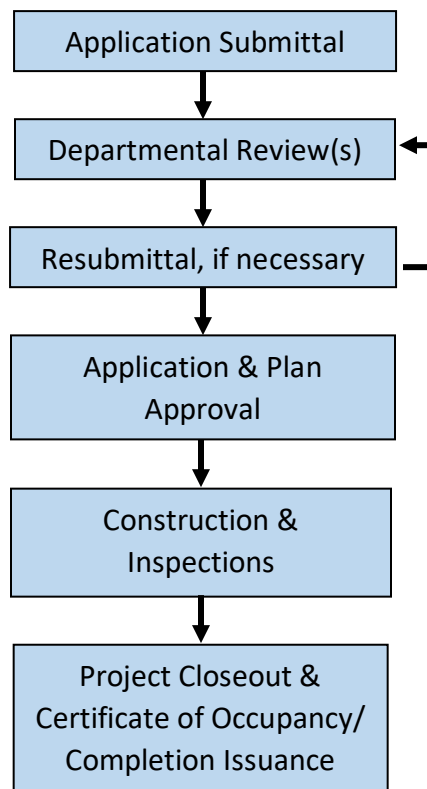 Application Submittal
Departmental Review(s)
Resubmittal, if necessary
Application & Plan
Approval
Construction &
Inspections
Project Closeout &
Certificate of Occupancy/
Completion Issuance